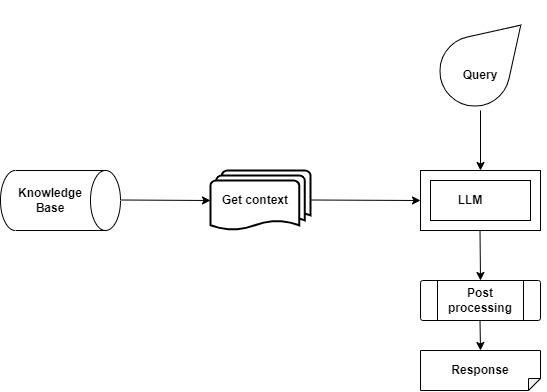 Query
Knowledge
Base
Get context
LLM
Post
processing
Response